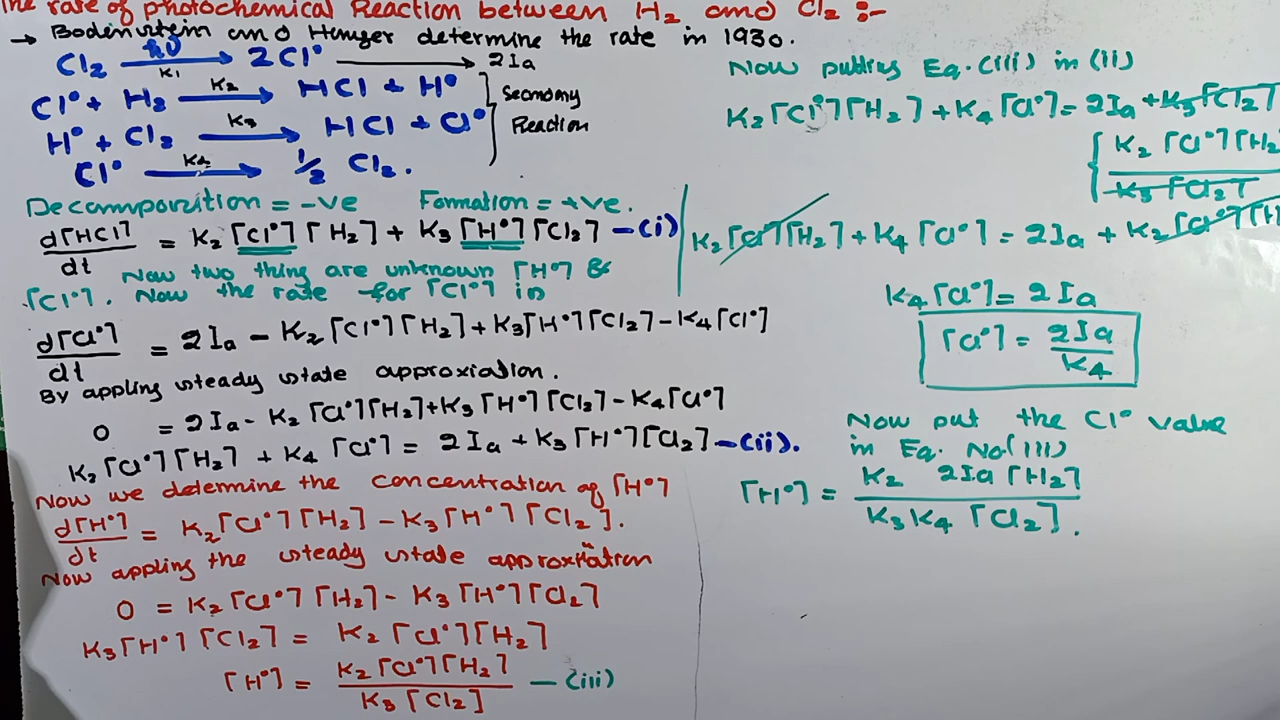 The rate of photochemical Reaction between H₂ and Cl₂ :-
→ Bodenstein and Hunger determine the rate in 1930.
Cl₂ —hν/K₁→ 2Cl° → 2Ia
Cl° + H₂ —K₂→ HCl + H°
H° + Cl₂ —K₃→ HCl + Cl°
Secondary
Reaction
Cl° —K₄→ 1/2 Cl₂.
Decomposition = -ve Formation = +ve.
d[HCl]/dt = K₂ [Cl°] [H₂] + K₃ [H°] [Cl₂] -(i)
Now two thing are unknown [H°] &
[Cl°]. Now the rate for [Cl°] is
d[Cl°]/dt = 2Ia - K₂ [Cl°] [H₂] + K₃ [H°] [Cl₂] - K₄ [Cl°]
By appling steady state approxiation.
0 = 2Ia - K₂ [Cl°] [H₂] + K₃ [H°] [Cl₂] - K₄ [Cl°]
K₂ [Cl°] [H₂] + K₄ [Cl°] = 2Ia + K₃ [H°] [Cl₂] -(ii).
Now we determine the concentration of [H°]
d[H°]/dt = K₂ [Cl°] [H₂] - K₃ [H°] [Cl₂].
Now appling the steady state approxiation
0 = K₂ [Cl°] [H₂] - K₃ [H°] [Cl₂]
K₃ [H°] [Cl₂] = K₂ [Cl°] [H₂]
[H°] = K₂ [Cl°] [H₂] / K₃ [Cl₂] - (iii)
Now putting Eq.(iii) in (ii)
K₂ [Cl°] [H₂] + K₄ [Cl°] = 2Ia + K₃ [Cl₂]
{ K₂ [Cl°] [H₂ / K₃ [Cl₂]
K₂ [Cl°] [H₂] + K₄ [Cl°] = 2Ia + K₂ [Cl°] [H
K₄ [Cl°] = 2Ia
[Cl°] = 2Ia / K₄
Now put the Cl° value
in Eq. No(iii)
[H°] = K₂ 2Ia [H₂] / K₃ K₄ [Cl₂].